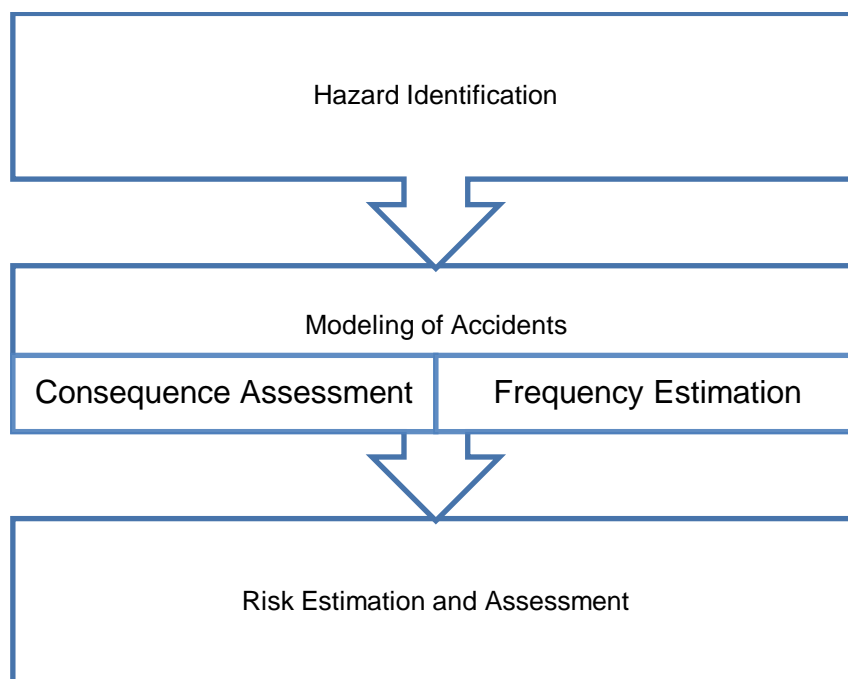 Hazard Identification
Modeling of Accidents
Consequence Assessment
Frequency Estimation
Risk Estimation and Assessment